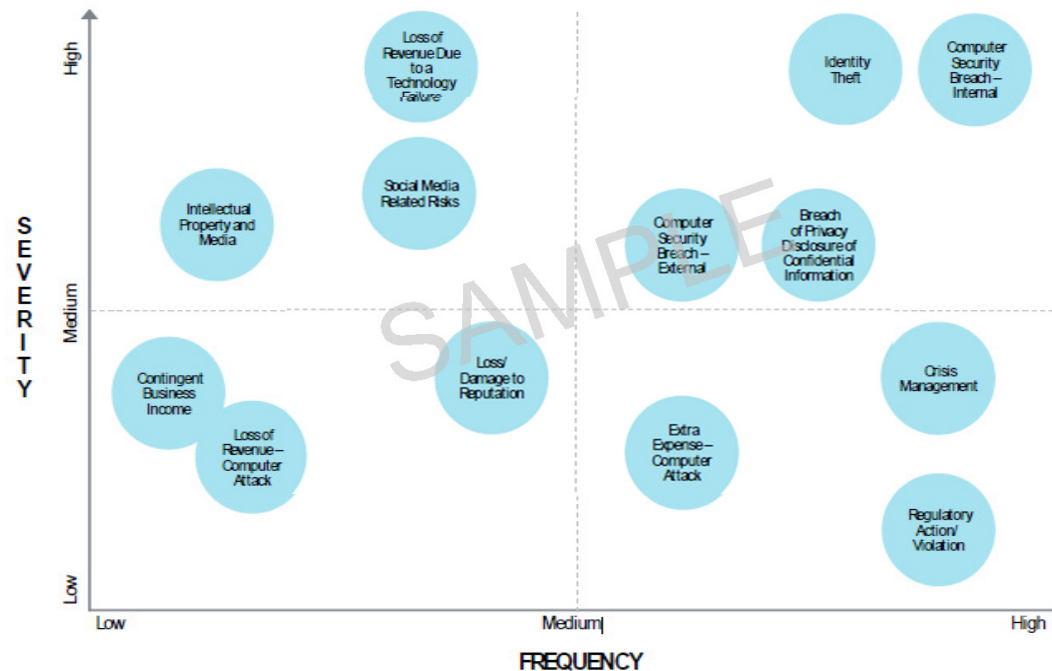 High
Medium
Low
SEVERITY
Loss of
Revenue Due
to a
Technology
Failure
Identity
Theft
Computer
Security
Breach –
Internal
Social Media
Related Risks
Intellectual
Property and
Media
Computer
Security
Breach –
External
Breach
of Privacy
Disclosure of
Confidential
Information
SAMPLE
Contingent
Business
Income
Loss/
Damage to
Reputation
Crisis
Management
Loss of
Revenue –
Computer
Attack
Extra
Expense –
Computer
Attack
Regulatory
Action/
Violation
Low
Medium
High
FREQUENCY